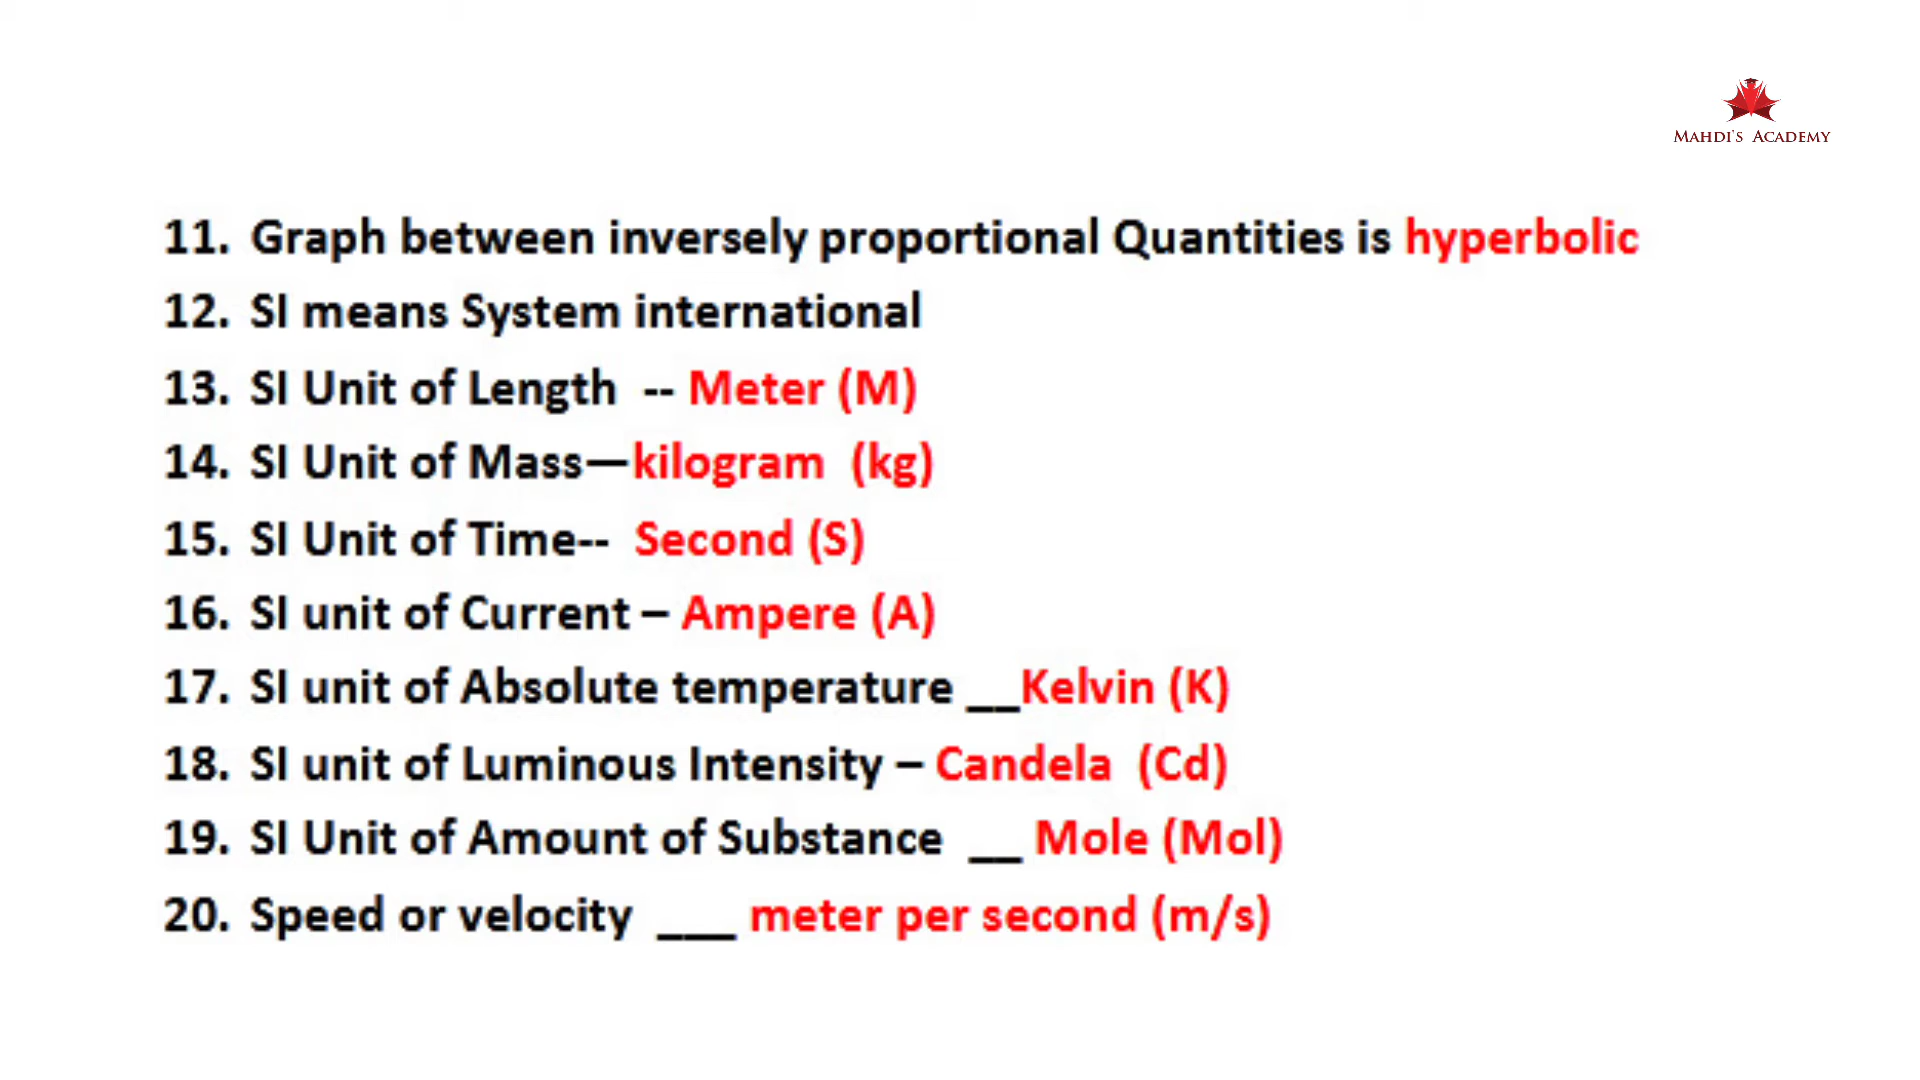 MAHDI'S ACADEMY
11. Graph between inversely proportional Quantities is hyperbolic
12. SI means System international
13. SI Unit of Length -- Meter (M)
14. SI Unit of Mass—kilogram (kg)
15. SI Unit of Time-- Second (S)
16. SI unit of Current – Ampere (A)
17. SI unit of Absolute temperature __Kelvin (K)
18. SI unit of Luminous Intensity – Candela (Cd)
19. SI Unit of Amount of Substance __ Mole (Mol)
20. Speed or velocity ___ meter per second (m/s)